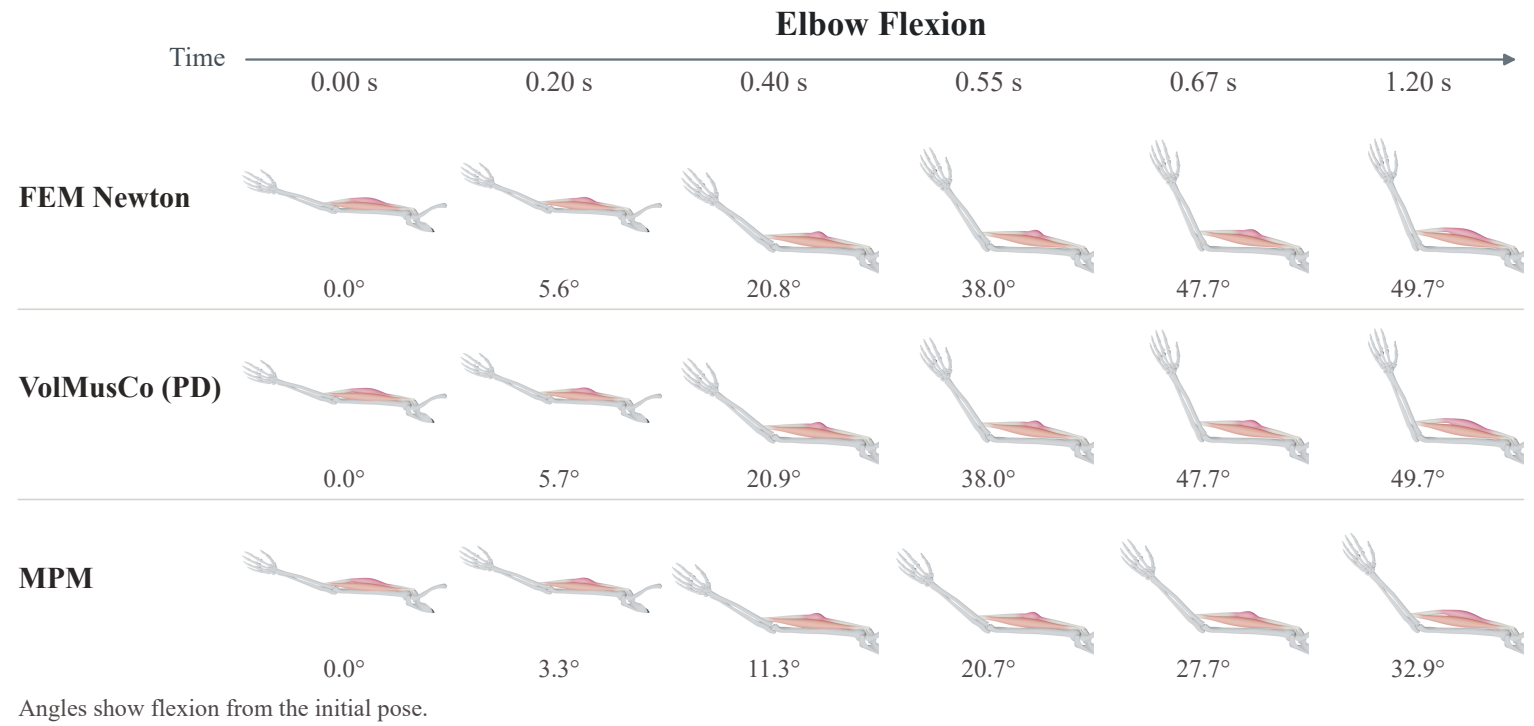 Elbow Flexion
Time
0.00 s 0.20 s 0.40 s 0.55 s 0.67 s 1.20 s
FEM Newton
0.0° 5.6° 20.8° 38.0° 47.7° 49.7°
VolMusCo (PD)
0.0° 5.7° 20.9° 38.0° 47.7° 49.7°
MPM
0.0° 3.3° 11.3° 20.7° 27.7° 32.9°
Angles show flexion from the initial pose.